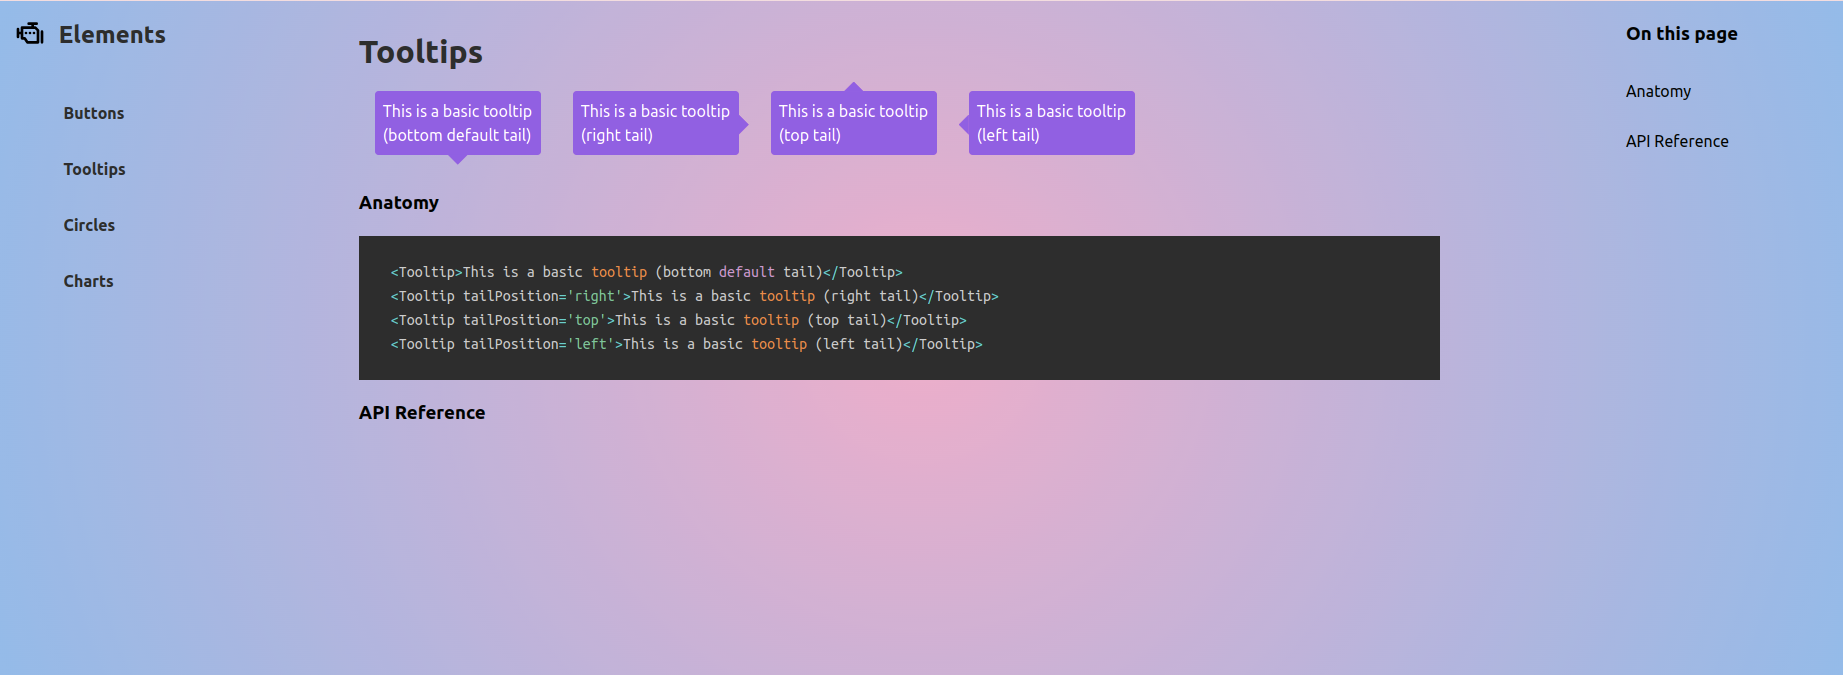 Elements
Buttons
Tooltips
Circles
Charts
Tooltips
This is a basic tooltip
(bottom default tail)
This is a basic tooltip
(right tail)
This is a basic tooltip
(top tail)
This is a basic tooltip
(left tail)
Anatomy
<Tooltip>This is a basic tooltip (bottom default tail)</Tooltip>
<Tooltip tailPosition='right'>This is a basic tooltip (right tail)</Tooltip>
<Tooltip tailPosition='top'>This is a basic tooltip (top tail)</Tooltip>
<Tooltip tailPosition='left'>This is a basic tooltip (left tail)</Tooltip>
API Reference
On this page
Anatomy
API Reference